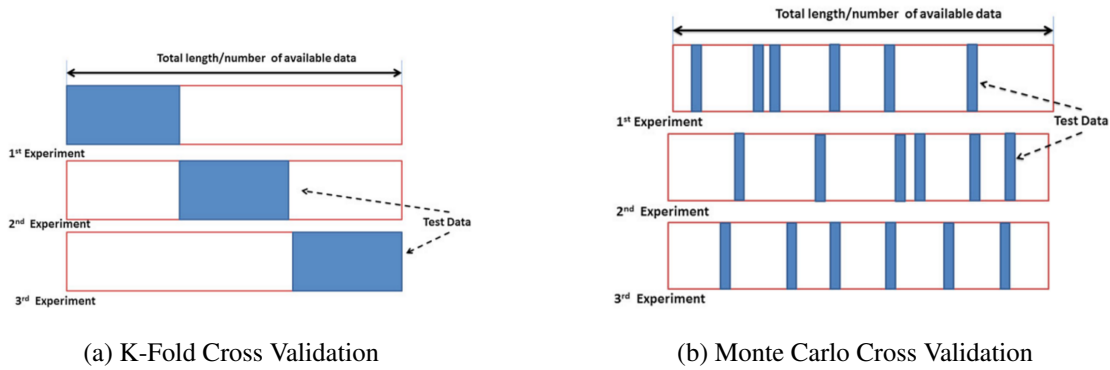 Total length/number of available data
1st Experiment
2nd Experiment
Test Data
3rd Experiment
(a) K-Fold Cross Validation
Total length/number of available data
1st Experiment
Test Data
2nd Experiment
3rd Experiment
(b) Monte Carlo Cross Validation